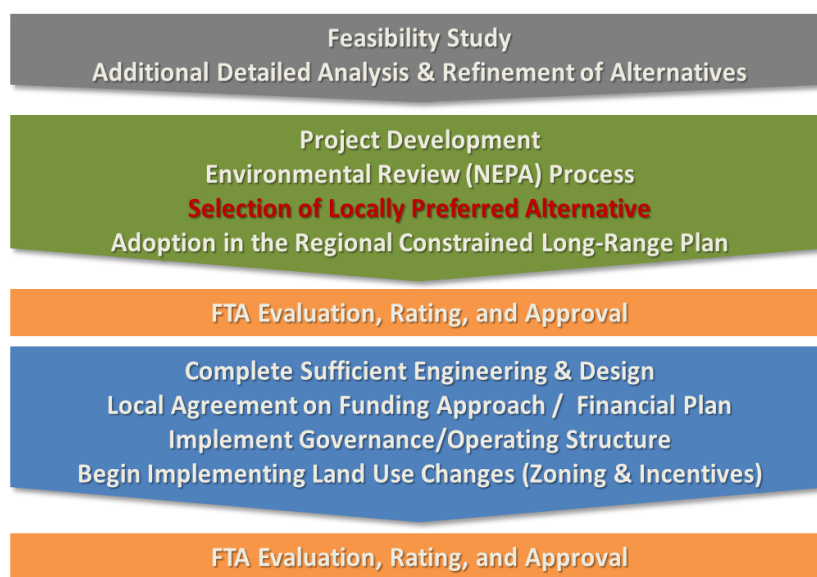 Feasibility Study
Additional Detailed Analysis & Refinement of Alternatives
Project Development
Environmental Review (NEPA) Process
Selection of Locally Preferred Alternative
Adoption in the Regional Constrained Long-Range Plan
FTA Evaluation, Rating, and Approval
Complete Sufficient Engineering & Design
Local Agreement on Funding Approach / Financial Plan
Implement Governance/Operating Structure
Begin Implementing Land Use Changes (Zoning & Incentives)
FTA Evaluation, Rating, and Approval